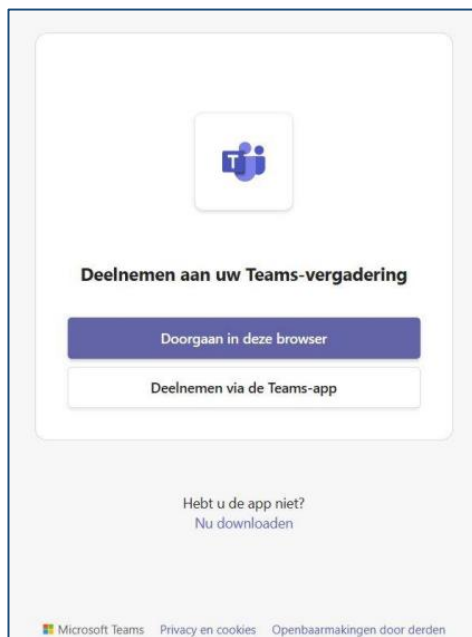 T
Deelnemen aan uw Teams-vergadering
Doorgaan in deze browser
Deelnemen via de Teams-app
Hebt u de app niet?
Nu downloaden
Microsoft Teams Privacy en cookies Openbaarmakingen door derden